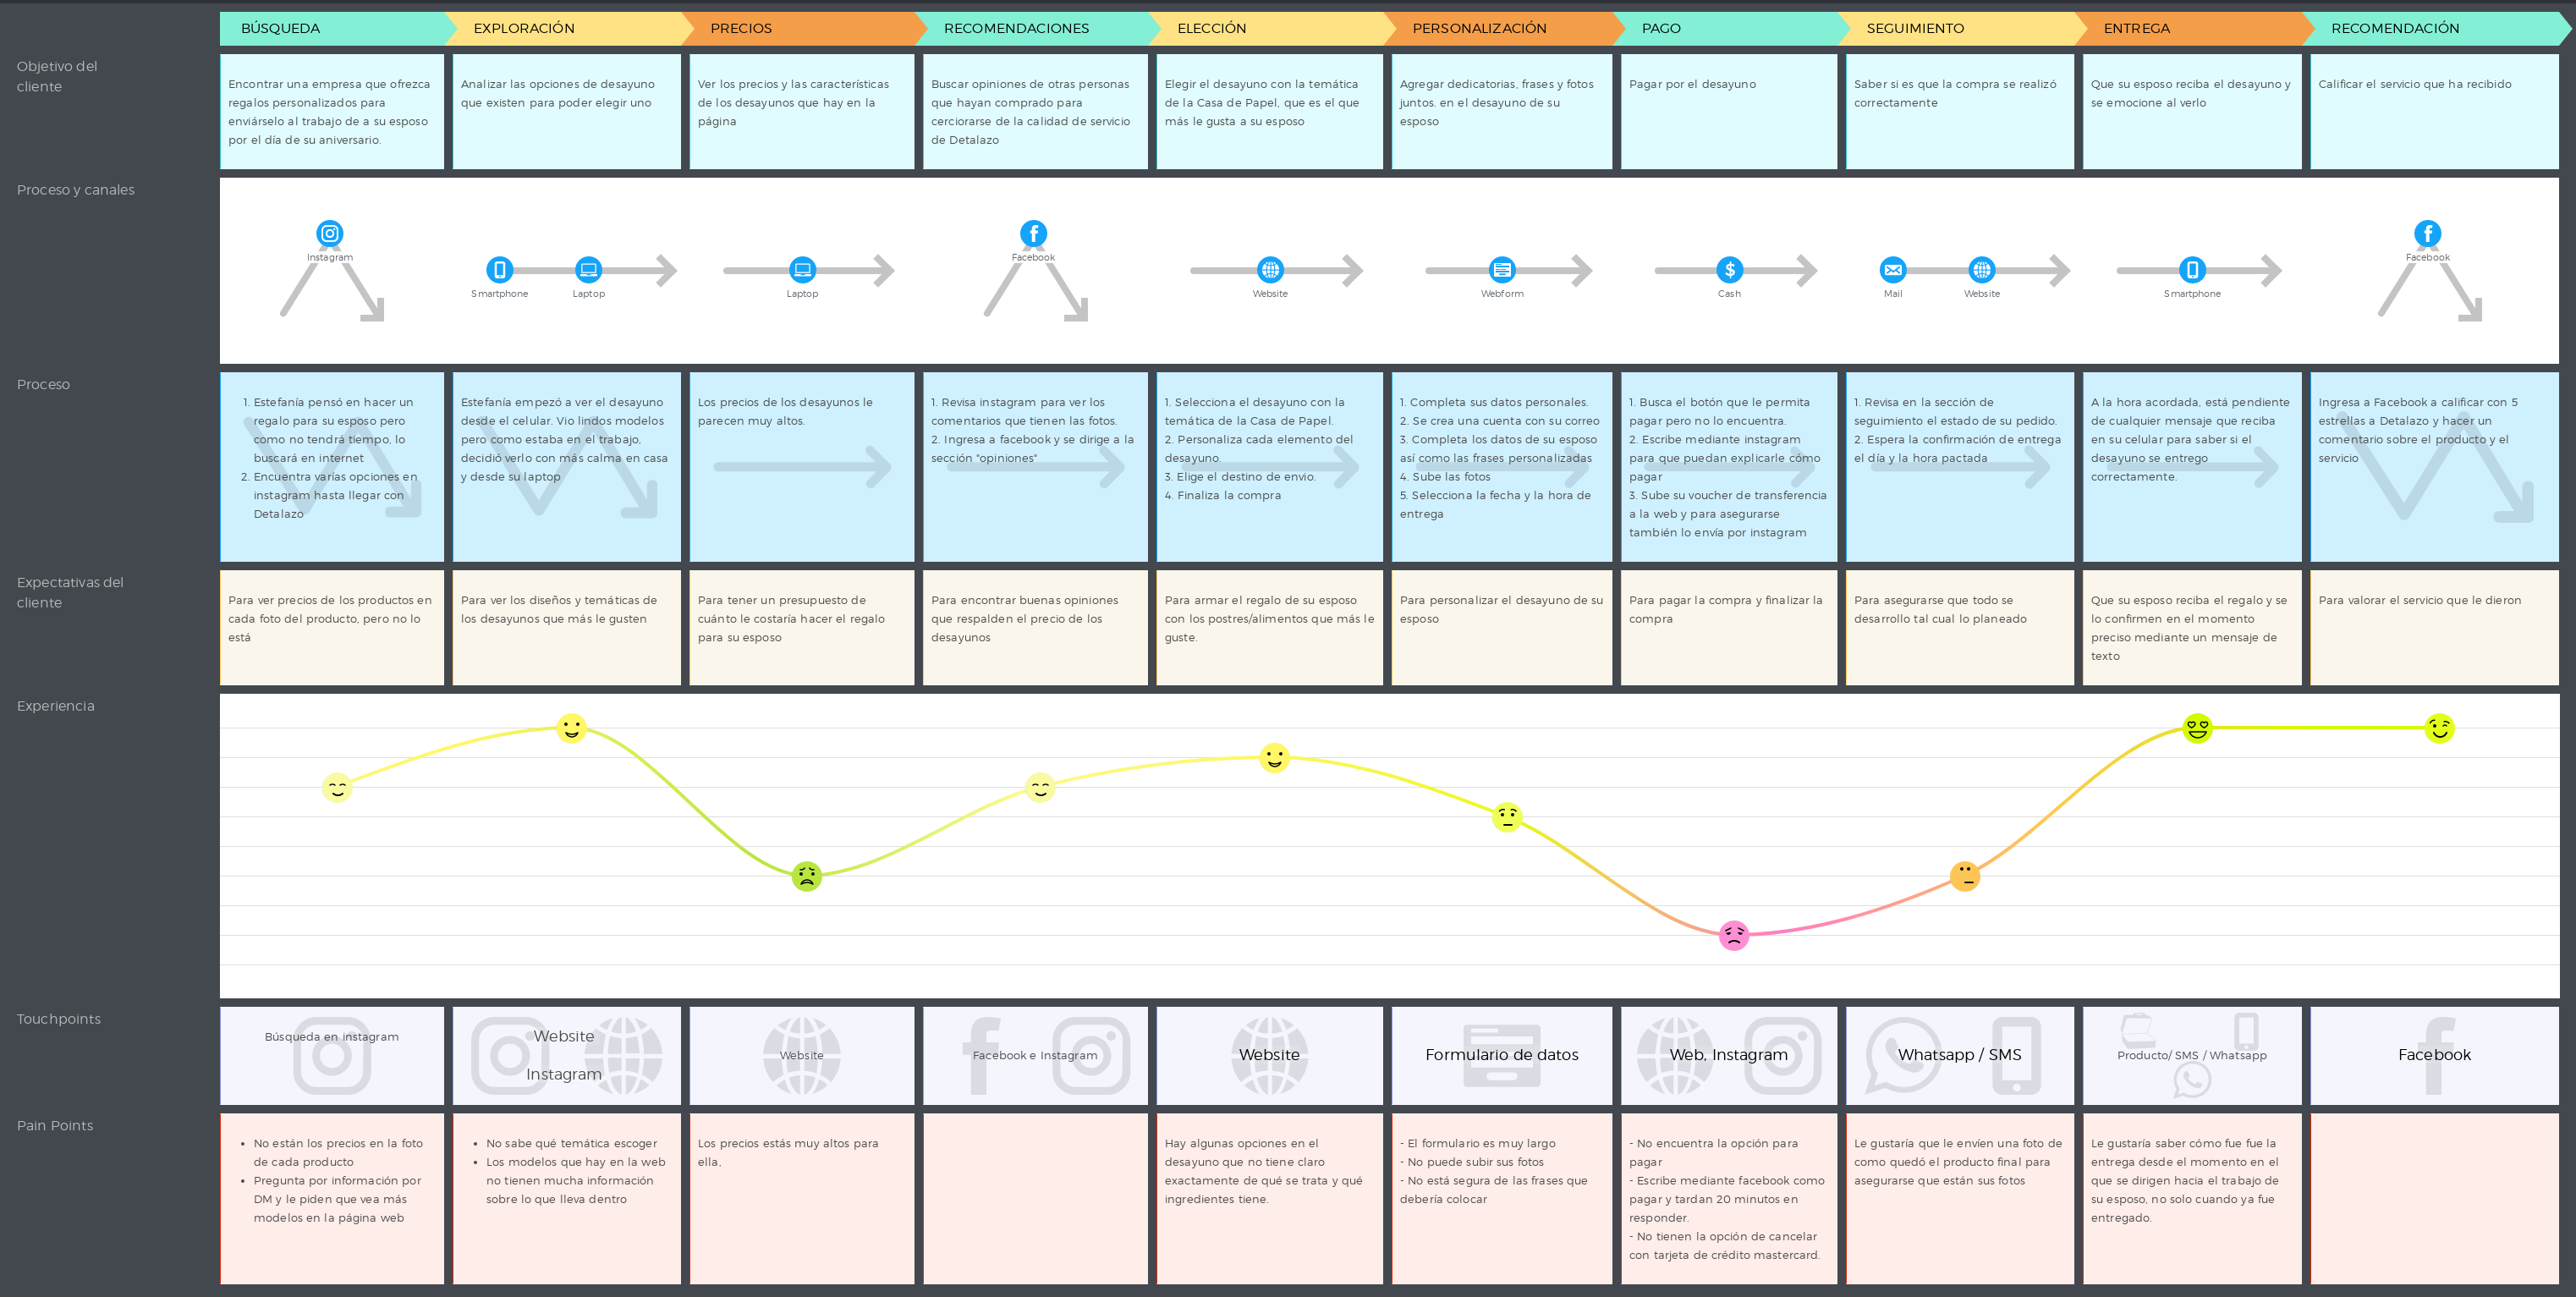 BÚSQUEDA
EXPLORACIÓN
PRECIOS
RECOMENDACIONES
ELECCIÓN
PERSONALIZACIÓN
PAGO
SEGUIMIENTO
ENTREGA
RECOMENDACIÓN
Objetivo del
cliente
Encontrar una empresa que ofrezca
regalos personalizados para
enviárselo al trabajo de a su esposo
por el día de su aniversario.
Analizar las opciones de desayuno
que existen para poder elegir uno
Ver los precios y las características
de los desayunos que hay en la
página
Buscar opiniones de otras personas
que hayan comprado para
cerciorarse de la calidad de servicio
de Detalazo
Elegir el desayuno con la temática
de la Casa de Papel, que es el que
más le gusta a su esposo
Agregar dedicatorias, frases y fotos
juntos. en el desayuno de su
esposo
Pagar por el desayuno
Saber si es que la compra se realizó
correctamente
Que su esposo reciba el desayuno y
se emocione al verlo
Calificar el servicio que ha recibido
Proceso y canales
Instagram
Smartphone
Laptop
Laptop
Facebook
Website
Webform
Cash
Mail
Website
Smartphone
Facebook
Proceso
1. Estefanía pensó en hacer un
regalo para su esposo pero
como no tendrá tiempo, lo
buscará en internet
2. Encuentra varias opciones en
instagram hasta llegar con
Detalazo
Estefanía empezó a ver el desayuno
desde el celular. Vio lindos modelos
pero como estaba en el trabajo,
decidió verlo con más calma en casa
y desde su laptop
Los precios de los desayunos le
parecen muy altos.
1. Revisa instagram para ver los
comentarios que tienen las fotos.
2. Ingresa a facebook y se dirige a la
sección "opiniones"
1. Selecciona el desayuno con la
temática de la Casa de Papel.
2. Personaliza cada elemento del
desayuno.
3. Elige el destino de envio.
4. Finaliza la compra
1. Completa sus datos personales.
2. Se crea una cuenta con su correo
3. Completa los datos de su esposo
así como las frases personalizadas
4. Sube las fotos
5. Selecciona la fecha y la hora de
entrega
1. Busca el botón que le permita
pagar pero no lo encuentra.
2. Escribe mediante instagram
para que puedan explicarle cómo
pagar
3. Sube su voucher de transferencia
a la web y para asegurarse
también lo envía por instagram
1. Revisa en la sección de
seguimiento el estado de su pedido.
2. Espera la confirmación de entrega
el día y la hora pactada
A la hora acordada, está pendiente
de cualquier mensaje que reciba
en su celular para saber si el
desayuno se entrego
correctamente.
Ingresa a Facebook a calificar con 5
estrellas a Detalazo y hacer un
comentario sobre el producto y el
servicio
Expectativas del
cliente
Para ver precios de los productos en
cada foto del producto, pero no lo
está
Para ver los diseños y temáticas de
los desayunos que más le gusten
Para tener un presupuesto de
cuánto le costaría hacer el regalo
para su esposo
Para encontrar buenas opiniones
que respalden el precio de los
desayunos
Para armar el regalo de su esposo
con los postres/alimentos que más le
guste.
Para personalizar el desayuno de su
esposo
Para pagar la compra y finalizar la
compra
Para asegurarse que todo se
desarrollo tal cual lo planeado
Que su esposo reciba el regalo y se
lo confirmen en el momento
preciso mediante un mensaje de
texto
Para valorar el servicio que le dieron
Experiencia
Touchpoints
Búsqueda en instagram
Website
Instagram
Website
Facebook e Instagram
Website
Formulario de datos
Web, Instagram
Whatsapp / SMS
Producto/ SMS / Whatsapp
Facebook
Pain Points
• No están los precios en la foto
de cada producto
• Pregunta por información por
DM y le piden que vea más
modelos en la página web
• No sabe qué temática escoger
• Los modelos que hay en la web
no tienen mucha información
sobre lo que lleva dentro
Los precios estás muy altos para
ella,
Hay algunas opciones en el
desayuno que no tiene claro
exactamente de qué se trata y qué
ingredientes tiene.
- El formulario es muy largo
- No puede subir sus fotos
- No está segura de las frases que
debería colocar
- No encuentra la opción para
pagar
- Escribe mediante facebook como
pagar y tardan 20 minutos en
responder.
- No tienen la opción de cancelar
con tarjeta de crédito mastercard.
Le gustaría que le envíen una foto de
como quedó el producto final para
asegurarse que están sus fotos
Le gustaría saber cómo fue fue la
entrega desde el momento en el
que se dirigen hacia el trabajo de
su esposo, no solo cuando ya fue
entregado.